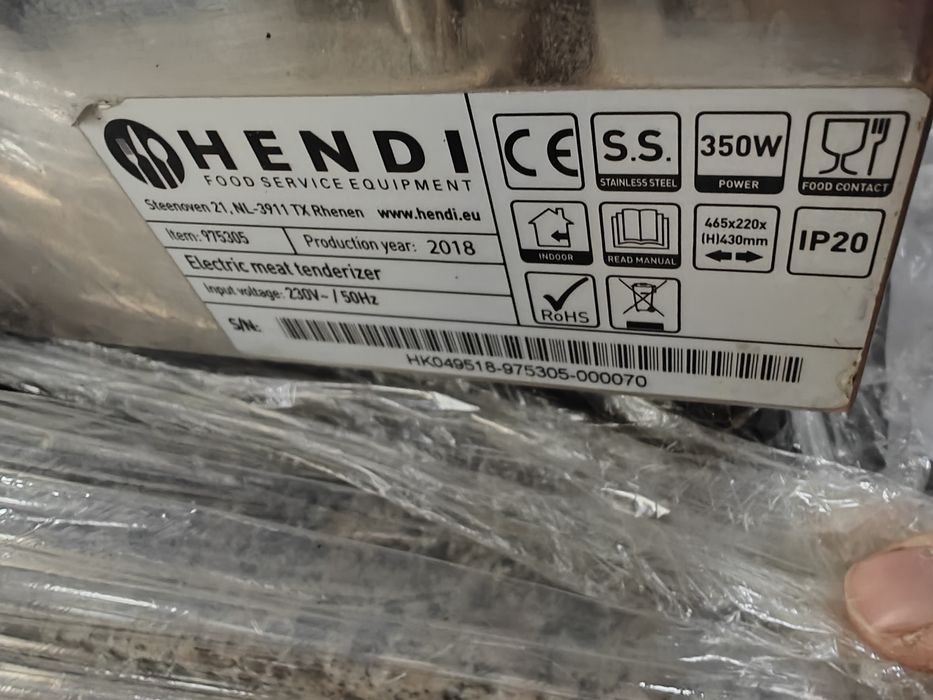 HENDI
FOOD SERVICE EQUIPMENT
Steenoven 21, NL-3911 TX Rhenen www.hendi.eu
Item: 975305 Production year: 2018
Electric meat tenderizer
Input voltage: 230V~ / 50Hz
S/N:
HK049518-975305-000070
CE
S.S.
STAINLESS STEEL
350W
POWER
FOOD CONTACT
INDOOR
READ MANUAL
465x220x
(H)430mm
IP20
RoHS